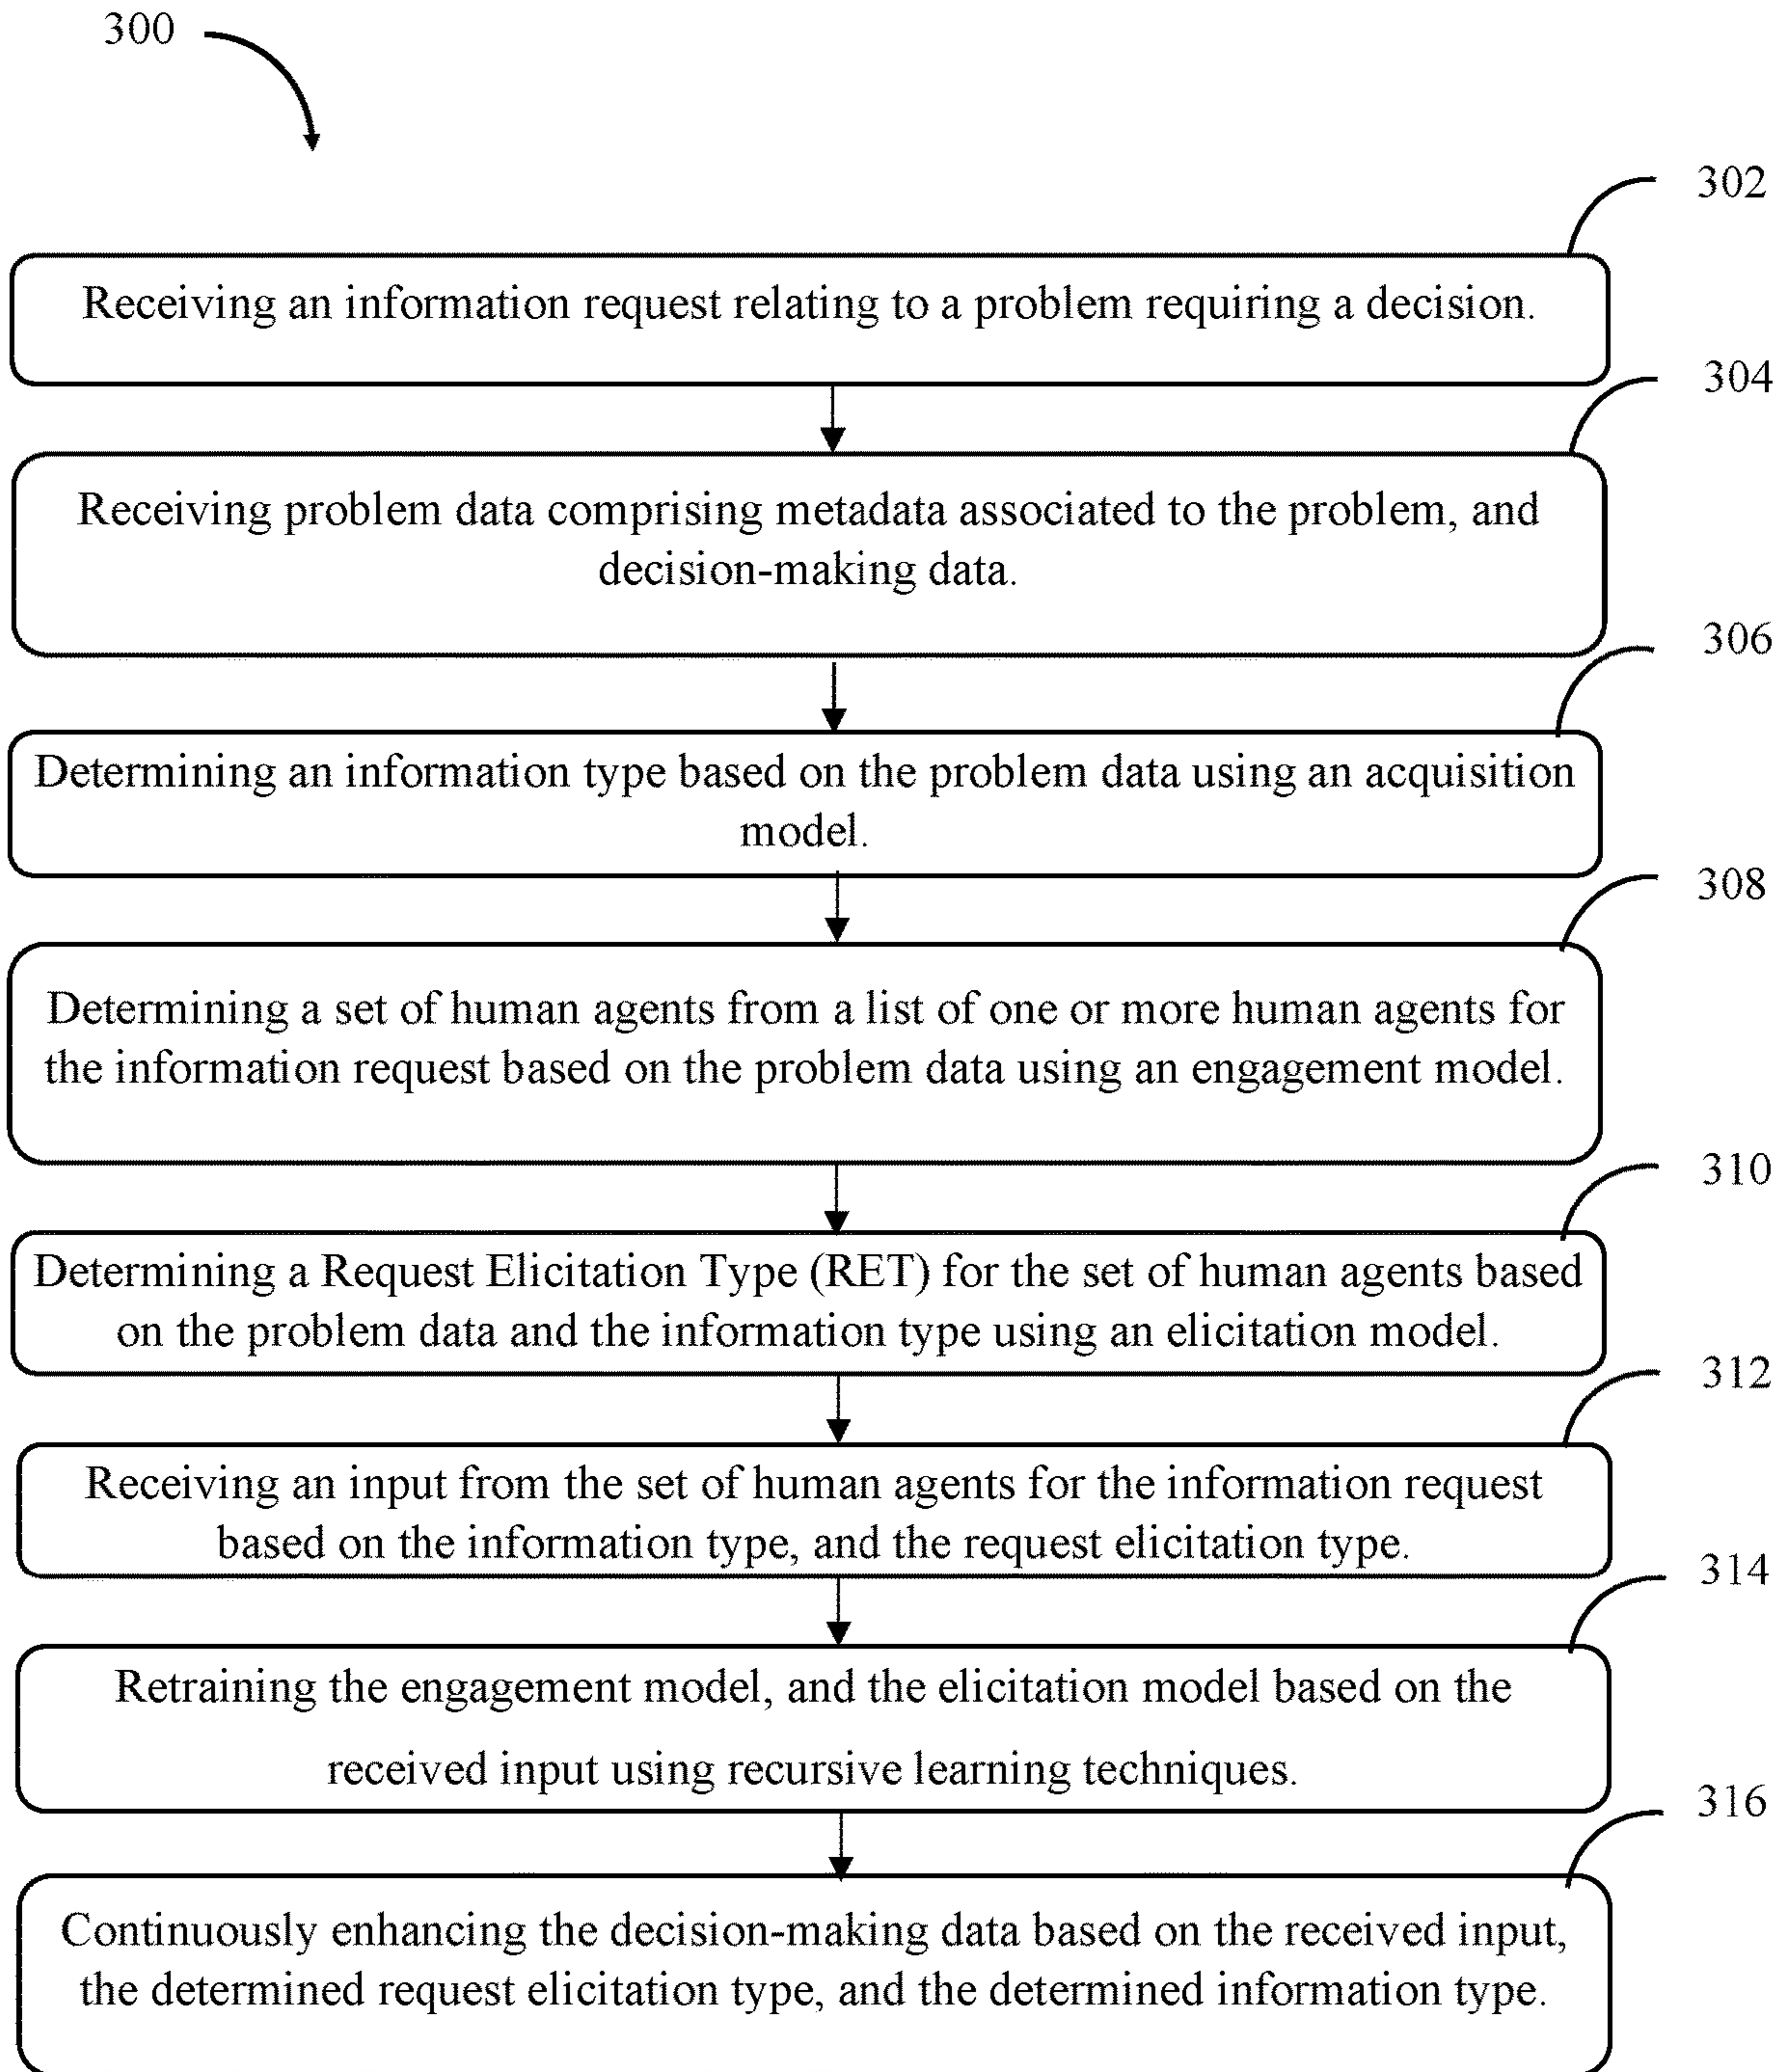 300
302
Receiving an information request relating to a problem requiring a decision.
304
Receiving problem data comprising metadata associated to the problem, and
decision-making data.
306
Determining an information type based on the problem data using an acquisition
model.
308
Determining a set of human agents from a list of one or more human agents for
the information request based on the problem data using an engagement model.
310
Determining a Request Elicitation Type (RET) for the set of human agents based
on the problem data and the information type using an elicitation model.
312
Receiving an input from the set of human agents for the information request
based on the information type, and the request elicitation type.
314
Retraining the engagement model, and the elicitation model based on the
received input using recursive learning techniques.
316
Continuously enhancing the decision-making data based on the received input,
the determined request elicitation type, and the determined information type.